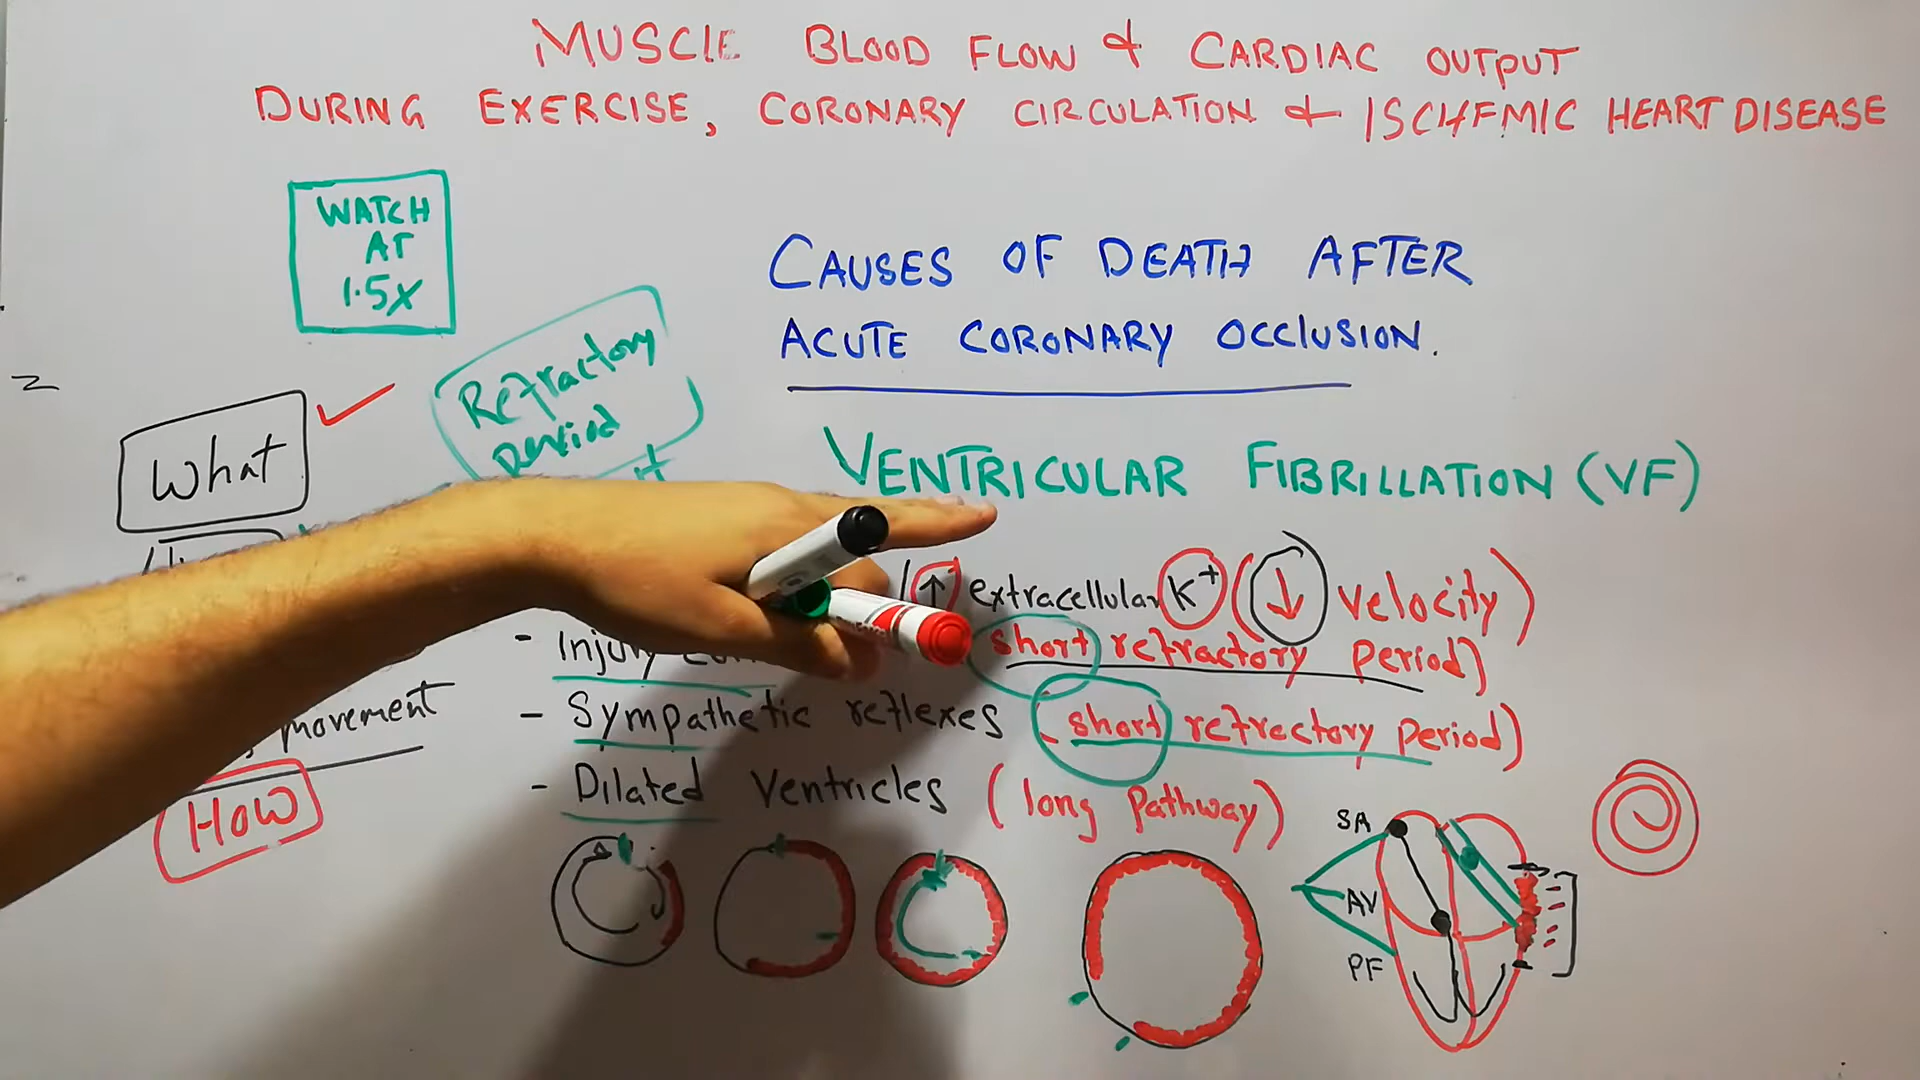 MUSCLE BLOOD FLOW & CARDIAC OUTPUT
DURING EXERCISE, CORONARY CIRCULATION & ISCHEMIC HEART DISEASE
WATCH
AT
1.5X
CAUSES OF DEATH AFTER
ACUTE CORONARY OCCLUSION.
Refractory
period
What
VENTRICULAR FIBRILLATION (VF)
↑ extracellular K+ (↓ velocity)
- Injury short refractory period)
- Sympathetic reflexes (short refractory period)
movement
- Dilated Ventricles (long pathway)
HOW
SA
AV
PF